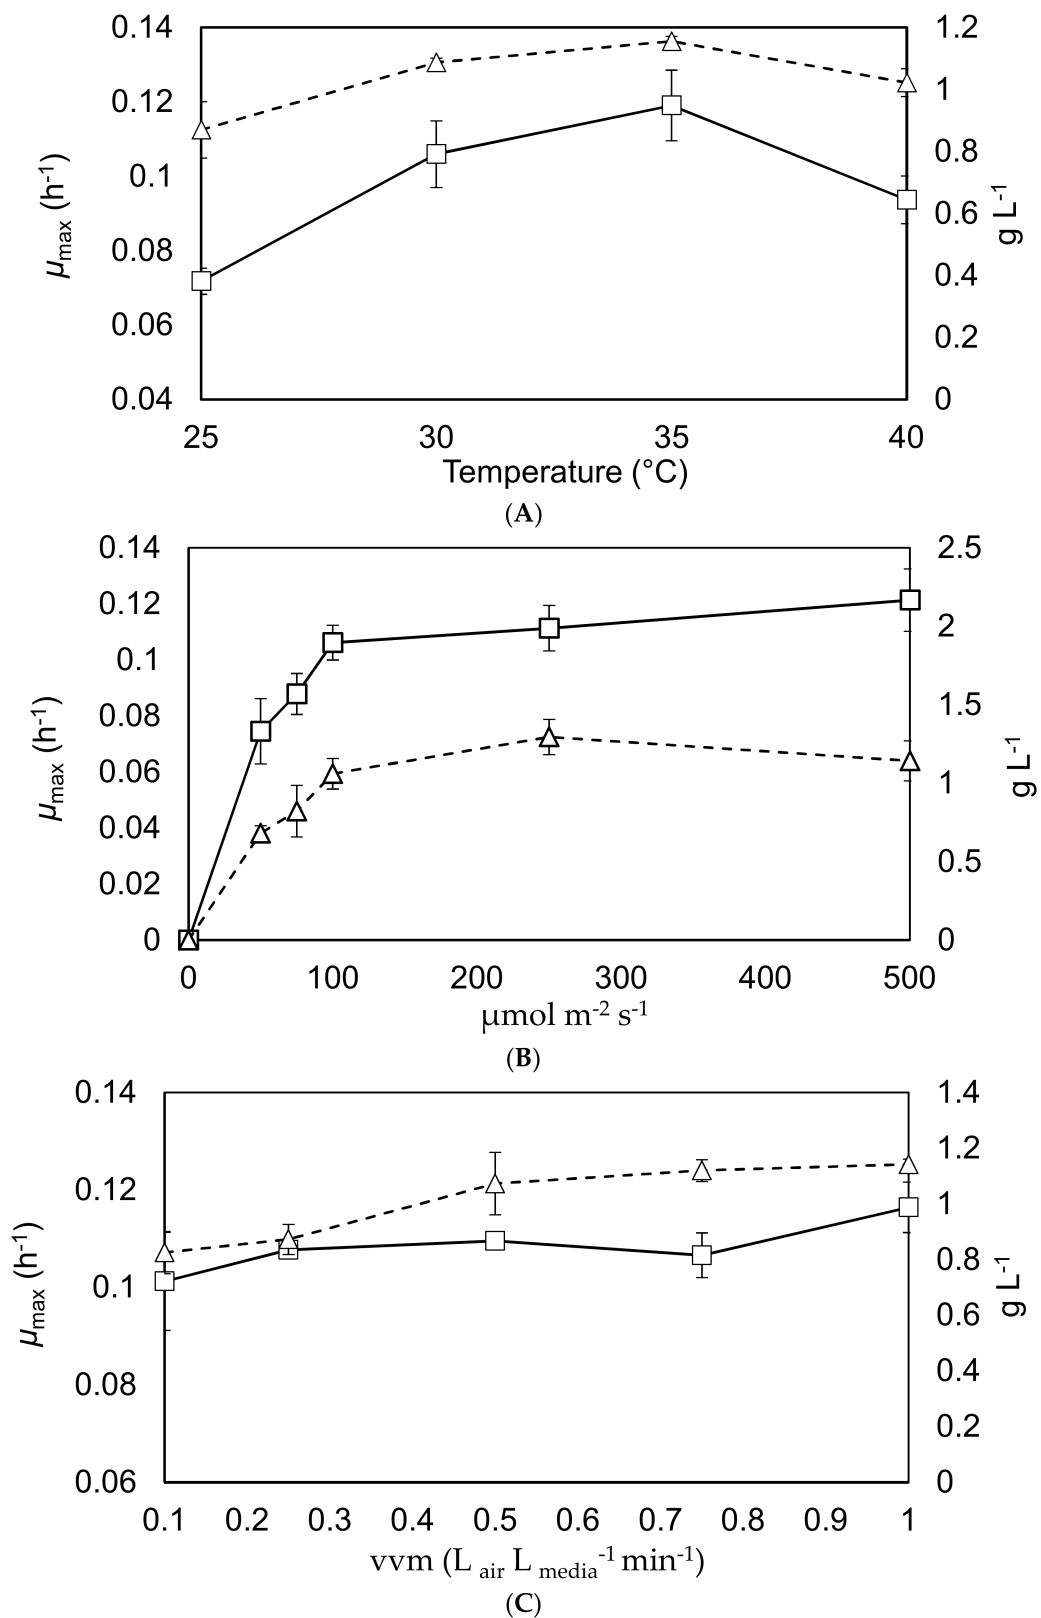 0.14
0.12
0.1
0.08
0.06
0.04
μmax (h-1)
1.2
1
0.8
0.6
0.4
0.2
0
g L-1
25 30 35 40
Temperature (°C)
(A)
0.14
0.12
0.1
0.08
0.06
0.04
0.02
0
μmax (h-1)
2.5
2
1.5
1
0.5
0
g L-1
0 100 200 300 400 500
μmol m-2 s-1
(B)
0.14
0.12
0.1
0.08
0.06
μmax (h-1)
1.4
1.2
1
0.8
0.6
0.4
0.2
0
g L-1
0.1 0.2 0.3 0.4 0.5 0.6 0.7 0.8 0.9 1
vvm (L air L media-1 min-1)
(C)